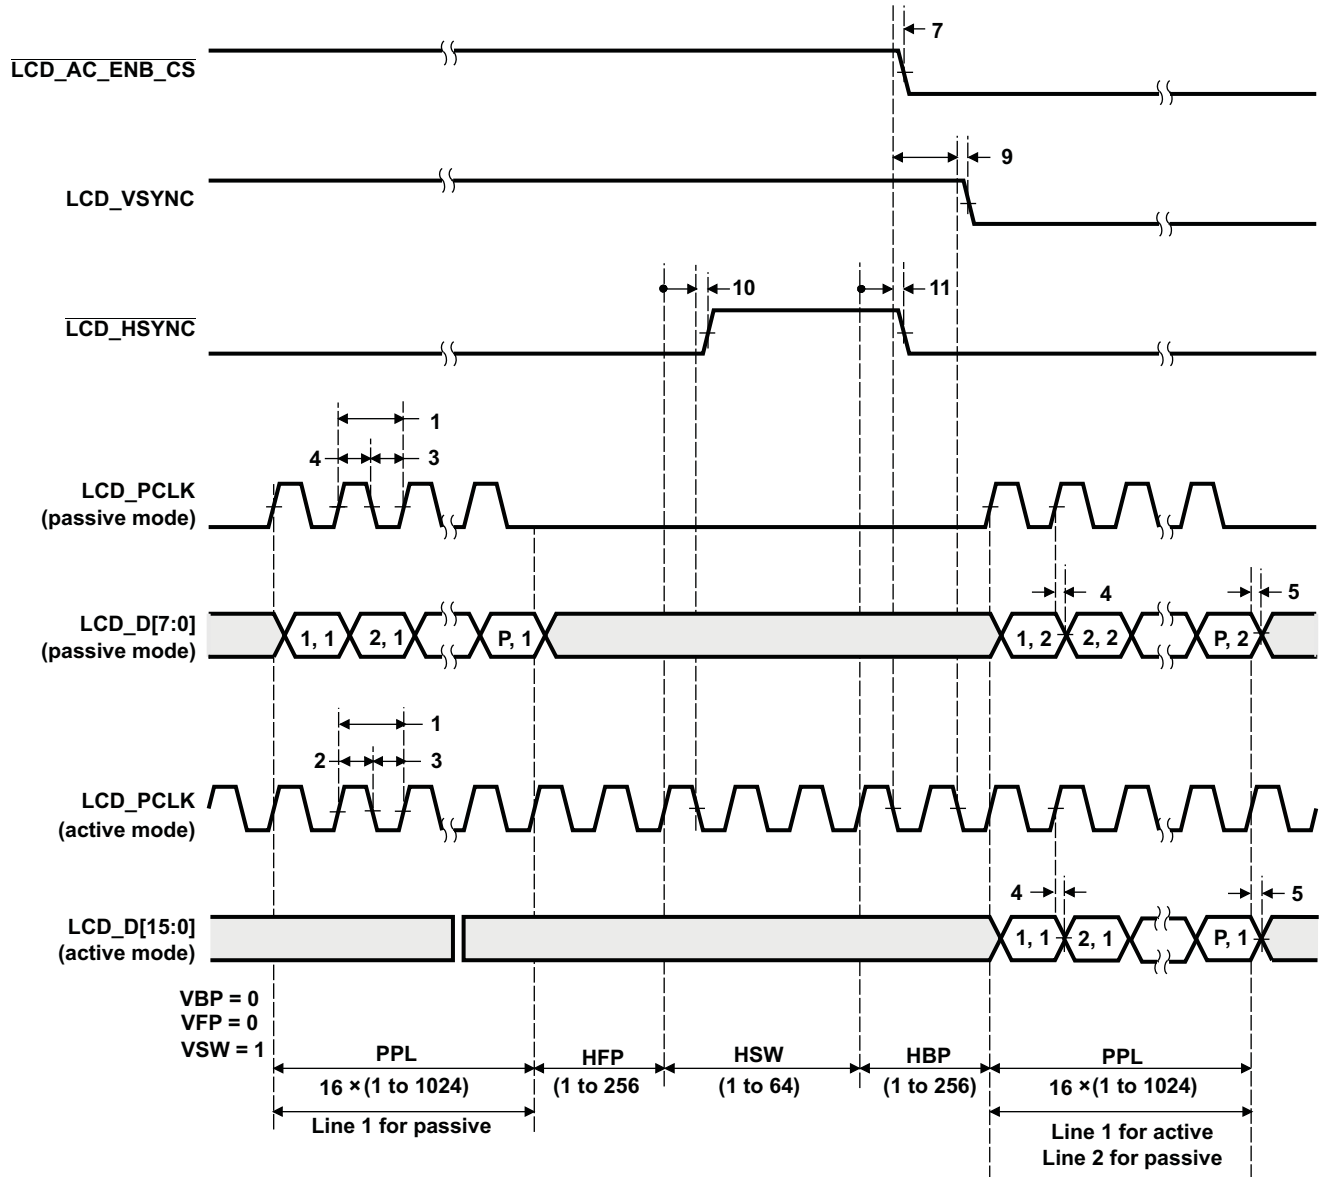 7
LCD_AC_ENB_CS
9
LCD_VSYNC
10
11
LCD_HSYNC
1
4
3
LCD_PCLK
(passive mode)
4
5
LCD_D[7:0]
(passive mode)
1, 1
2, 1
P, 1
1, 2
2, 2
P, 2
1
2
3
LCD_PCLK
(active mode)
4
5
LCD_D[15:0]
(active mode)
1, 1
2, 1
P, 1
VBP = 0
VFP = 0
VSW = 1
PPL
16 × (1 to 1024)
HFP
(1 to 256
HSW
(1 to 64)
HBP
(1 to 256)
PPL
16 × (1 to 1024)
Line 1 for passive
Line 1 for active
Line 2 for passive